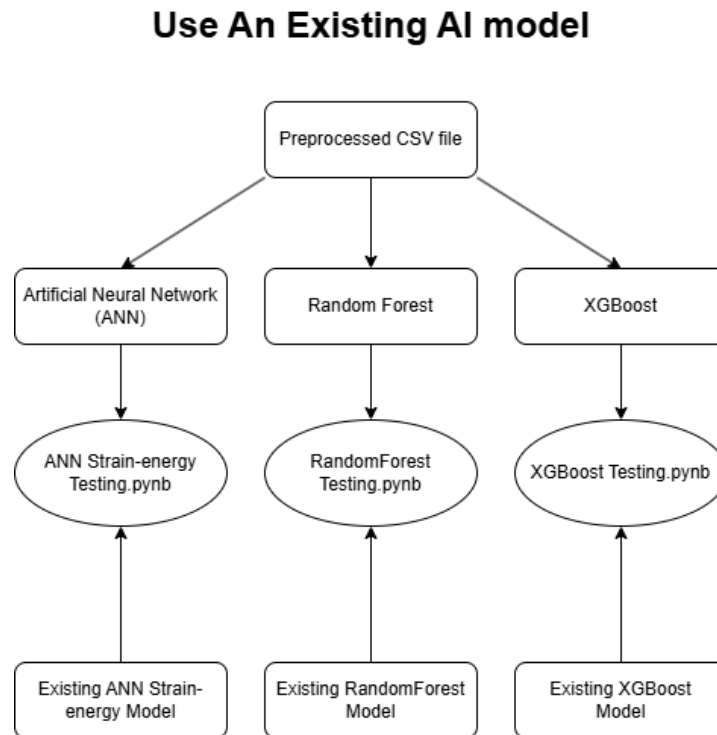 Use An Existing AI model
Preprocessed CSV file
Artificial Neural Network
(ANN)
Random Forest
XGBoost
ANN Strain-energy
Testing.pynb
RandomForest
Testing.pynb
XGBoost Testing.pynb
Existing ANN Strain-
energy Model
Existing RandomForest
Model
Existing XGBoost
Model